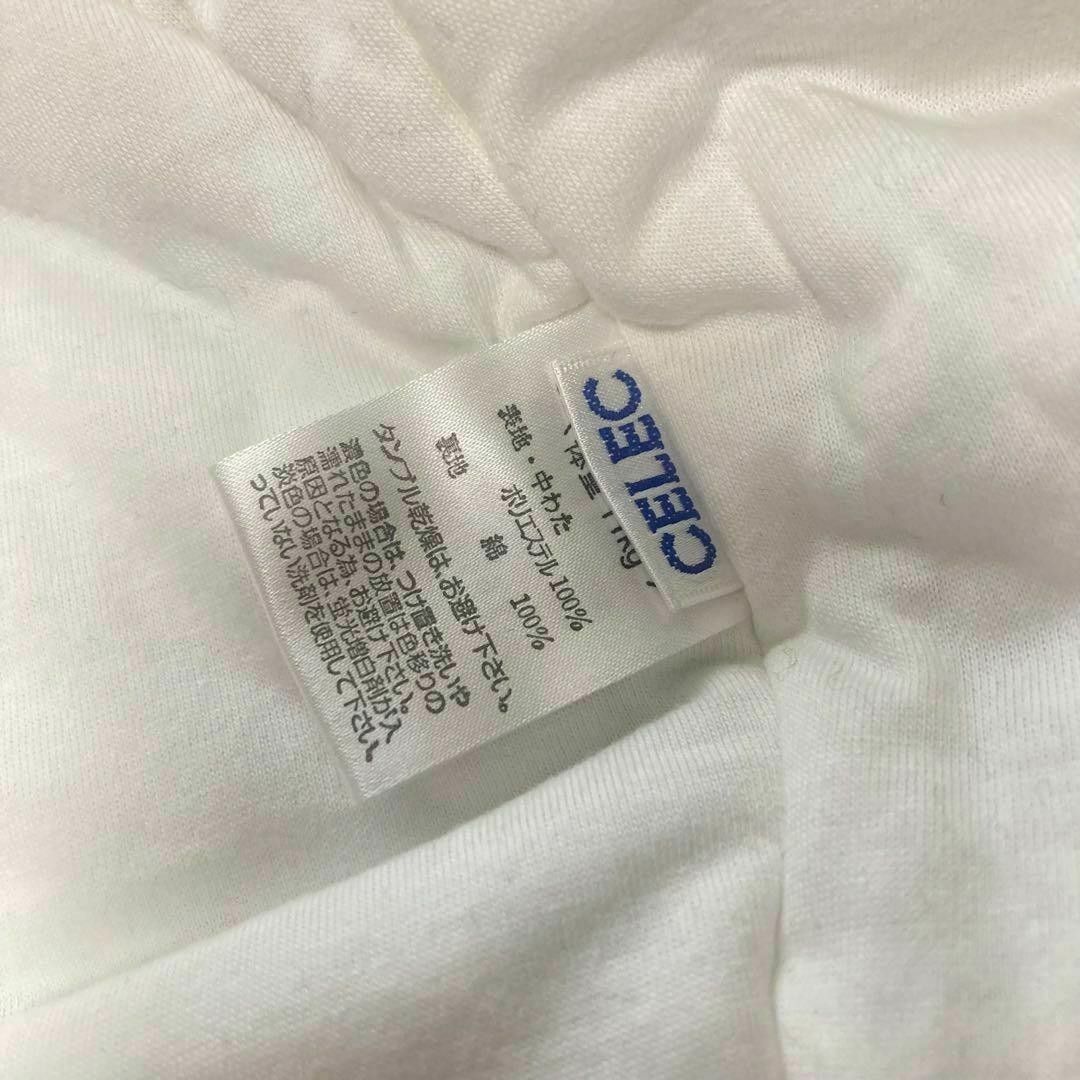 CELEC
体重 11kg
表地・中わた ポリエステル100%
裏地 綿 100%
タンブル乾燥は、お避け下さい。
濃色の場合は、つけ置き洗いや
濡れたままの放置は色移りの
原因となる為、お避け下さい。
淡色の場合は、蛍光増白剤が入
っていない洗剤を使用して下さい。